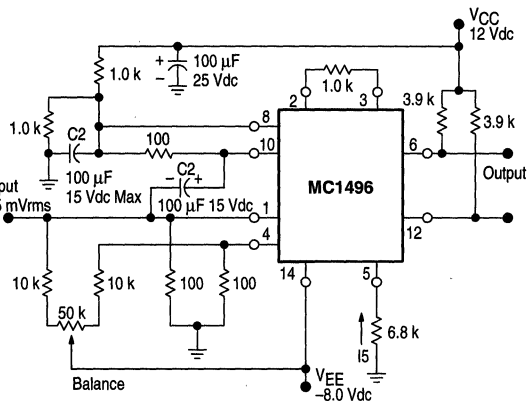 VCC
12 Vdc
+
100 µF
–
25 Vdc
1.0 k
1.0 k
2
3
3.9 k
3.9 k
1.0 k
C2
100
8
10
6
100 µF
15 Vdc Max
– C2 +
MC1496
Output
100 µF 15 Vdc
1
12
4
14
5
10 k
10 k
100
100
50 k
6.8 k
I5
Balance
VEE
–8.0 Vdc
mVrms